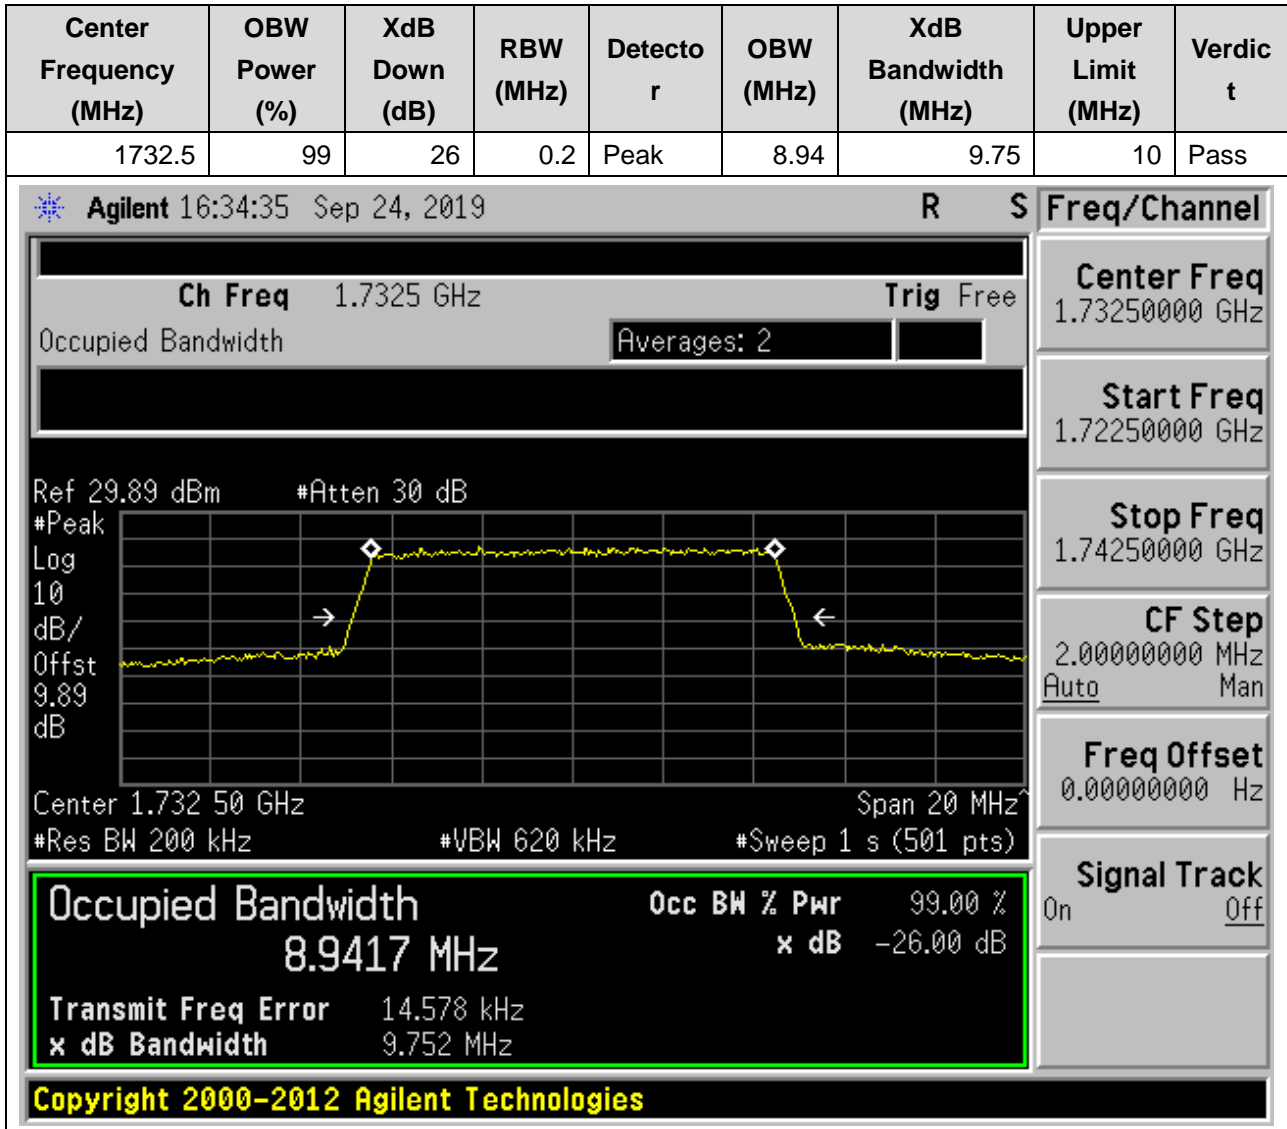 Center Frequency (MHz) OBW Power (%) XdB Down (dB) RBW (MHz) Detecto r OBW (MHz) XdB Bandwidth (MHz) Upper Limit (MHz) Verdic t
1732.5 99 26 0.2 Peak 8.94 9.75 10 Pass
Agilent 16:34:35 Sep 24, 2019 R S
Ch Freq 1.7325 GHz Trig Free
Occupied Bandwidth Averages: 2
Ref 29.89 dBm #Atten 30 dB
#Peak
Log
10
dB/
Offst
9.89
dB
Center 1.732 50 GHz Span 20 MHz^
#Res BW 200 kHz #VBW 620 kHz #Sweep 1 s (501 pts)
Occupied Bandwidth Occ BW % Pwr 99.00 %
8.9417 MHz x dB -26.00 dB
Transmit Freq Error 14.578 kHz
x dB Bandwidth 9.752 MHz
Copyright 2000-2012 Agilent Technologies
Freq/Channel
Center Freq
1.73250000 GHz
Start Freq
1.72250000 GHz
Stop Freq
1.74250000 GHz
CF Step
2.00000000 MHz
Auto Man
Freq Offset
0.00000000 Hz
Signal Track
On Off